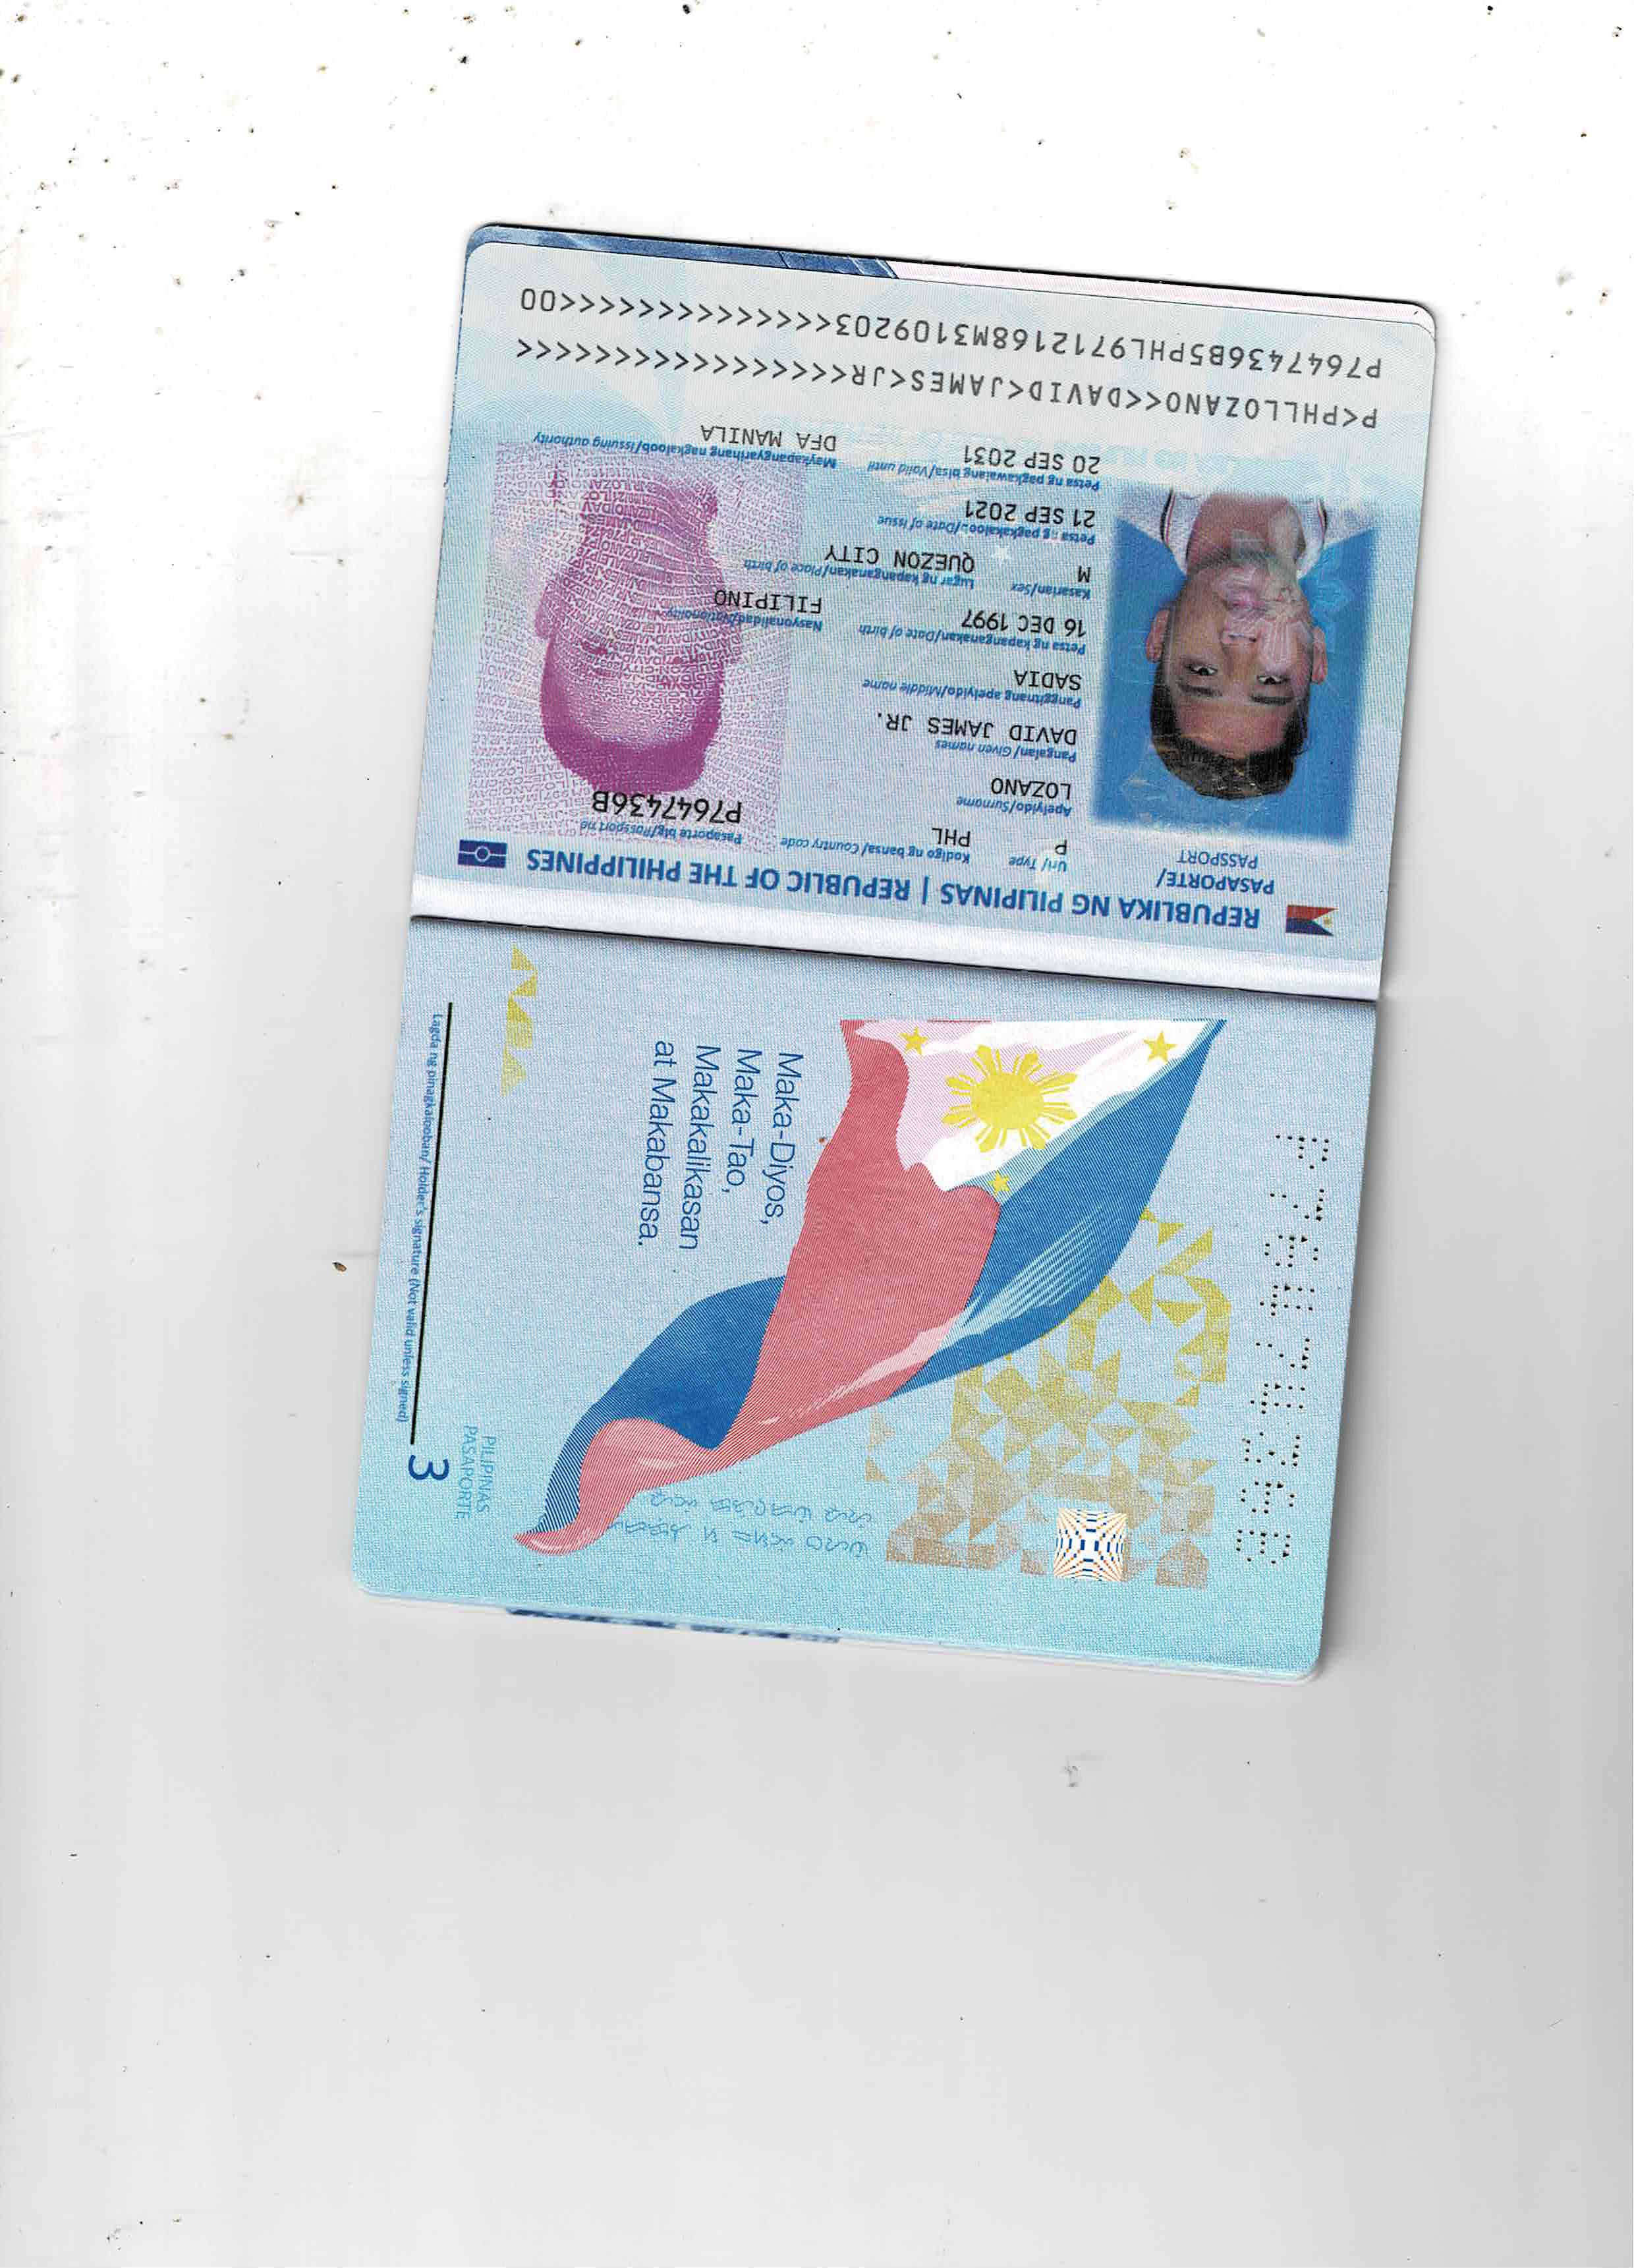 REPUBLIKA NG PILIPINAS | REPUBLIC OF THE PHILIPPINES
PASAPORTE/
PASSPORT
Uri/ Type
P
Kodigo ng bansa/ Country code
PHL
Pasaporte blg/Passport no.
P7647436B
Apelyido/Surname
LOZANO
Pangalan/ Given names
DAVID JAMES JR.
Panggitnang apelyido/Middle name
SADIA
Petsa ng kapanganakan/Date of birth
16 DEC 1997
Nasyonalidad/Nationality
FILIPINO
Kasarian/Sex
M
Lugar ng kapanganakan/Place of birth
QUEZON CITY
Petsa ng pagkakaloob/Date of issue
21 SEP 2021
Petsa ng pagkawalang bisa/Valid until
20 SEP 2031
Maykapangyarihang nagkaloob/Issuing authority
DFA MANILA
P<PHLLOZANO<<DAVID<JAMES<JR<<<<<<<<<<<<<<<<<
P7647436B5PHL9712168M3109203<<<<<<<<<<<<<<00
Maka-Diyos,
Maka-Tao,
Makakalikasan
at Makabansa.
P7647436B
PILIPINAS
PASAPORTE
3
Lagda ng pinagkalooban/ Holder's signature (Not valid unless signed)